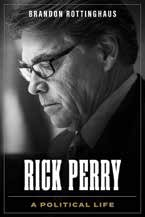 BRANDON ROTTINGHAUS
RICK PERRY
A POLITICAL LIFE